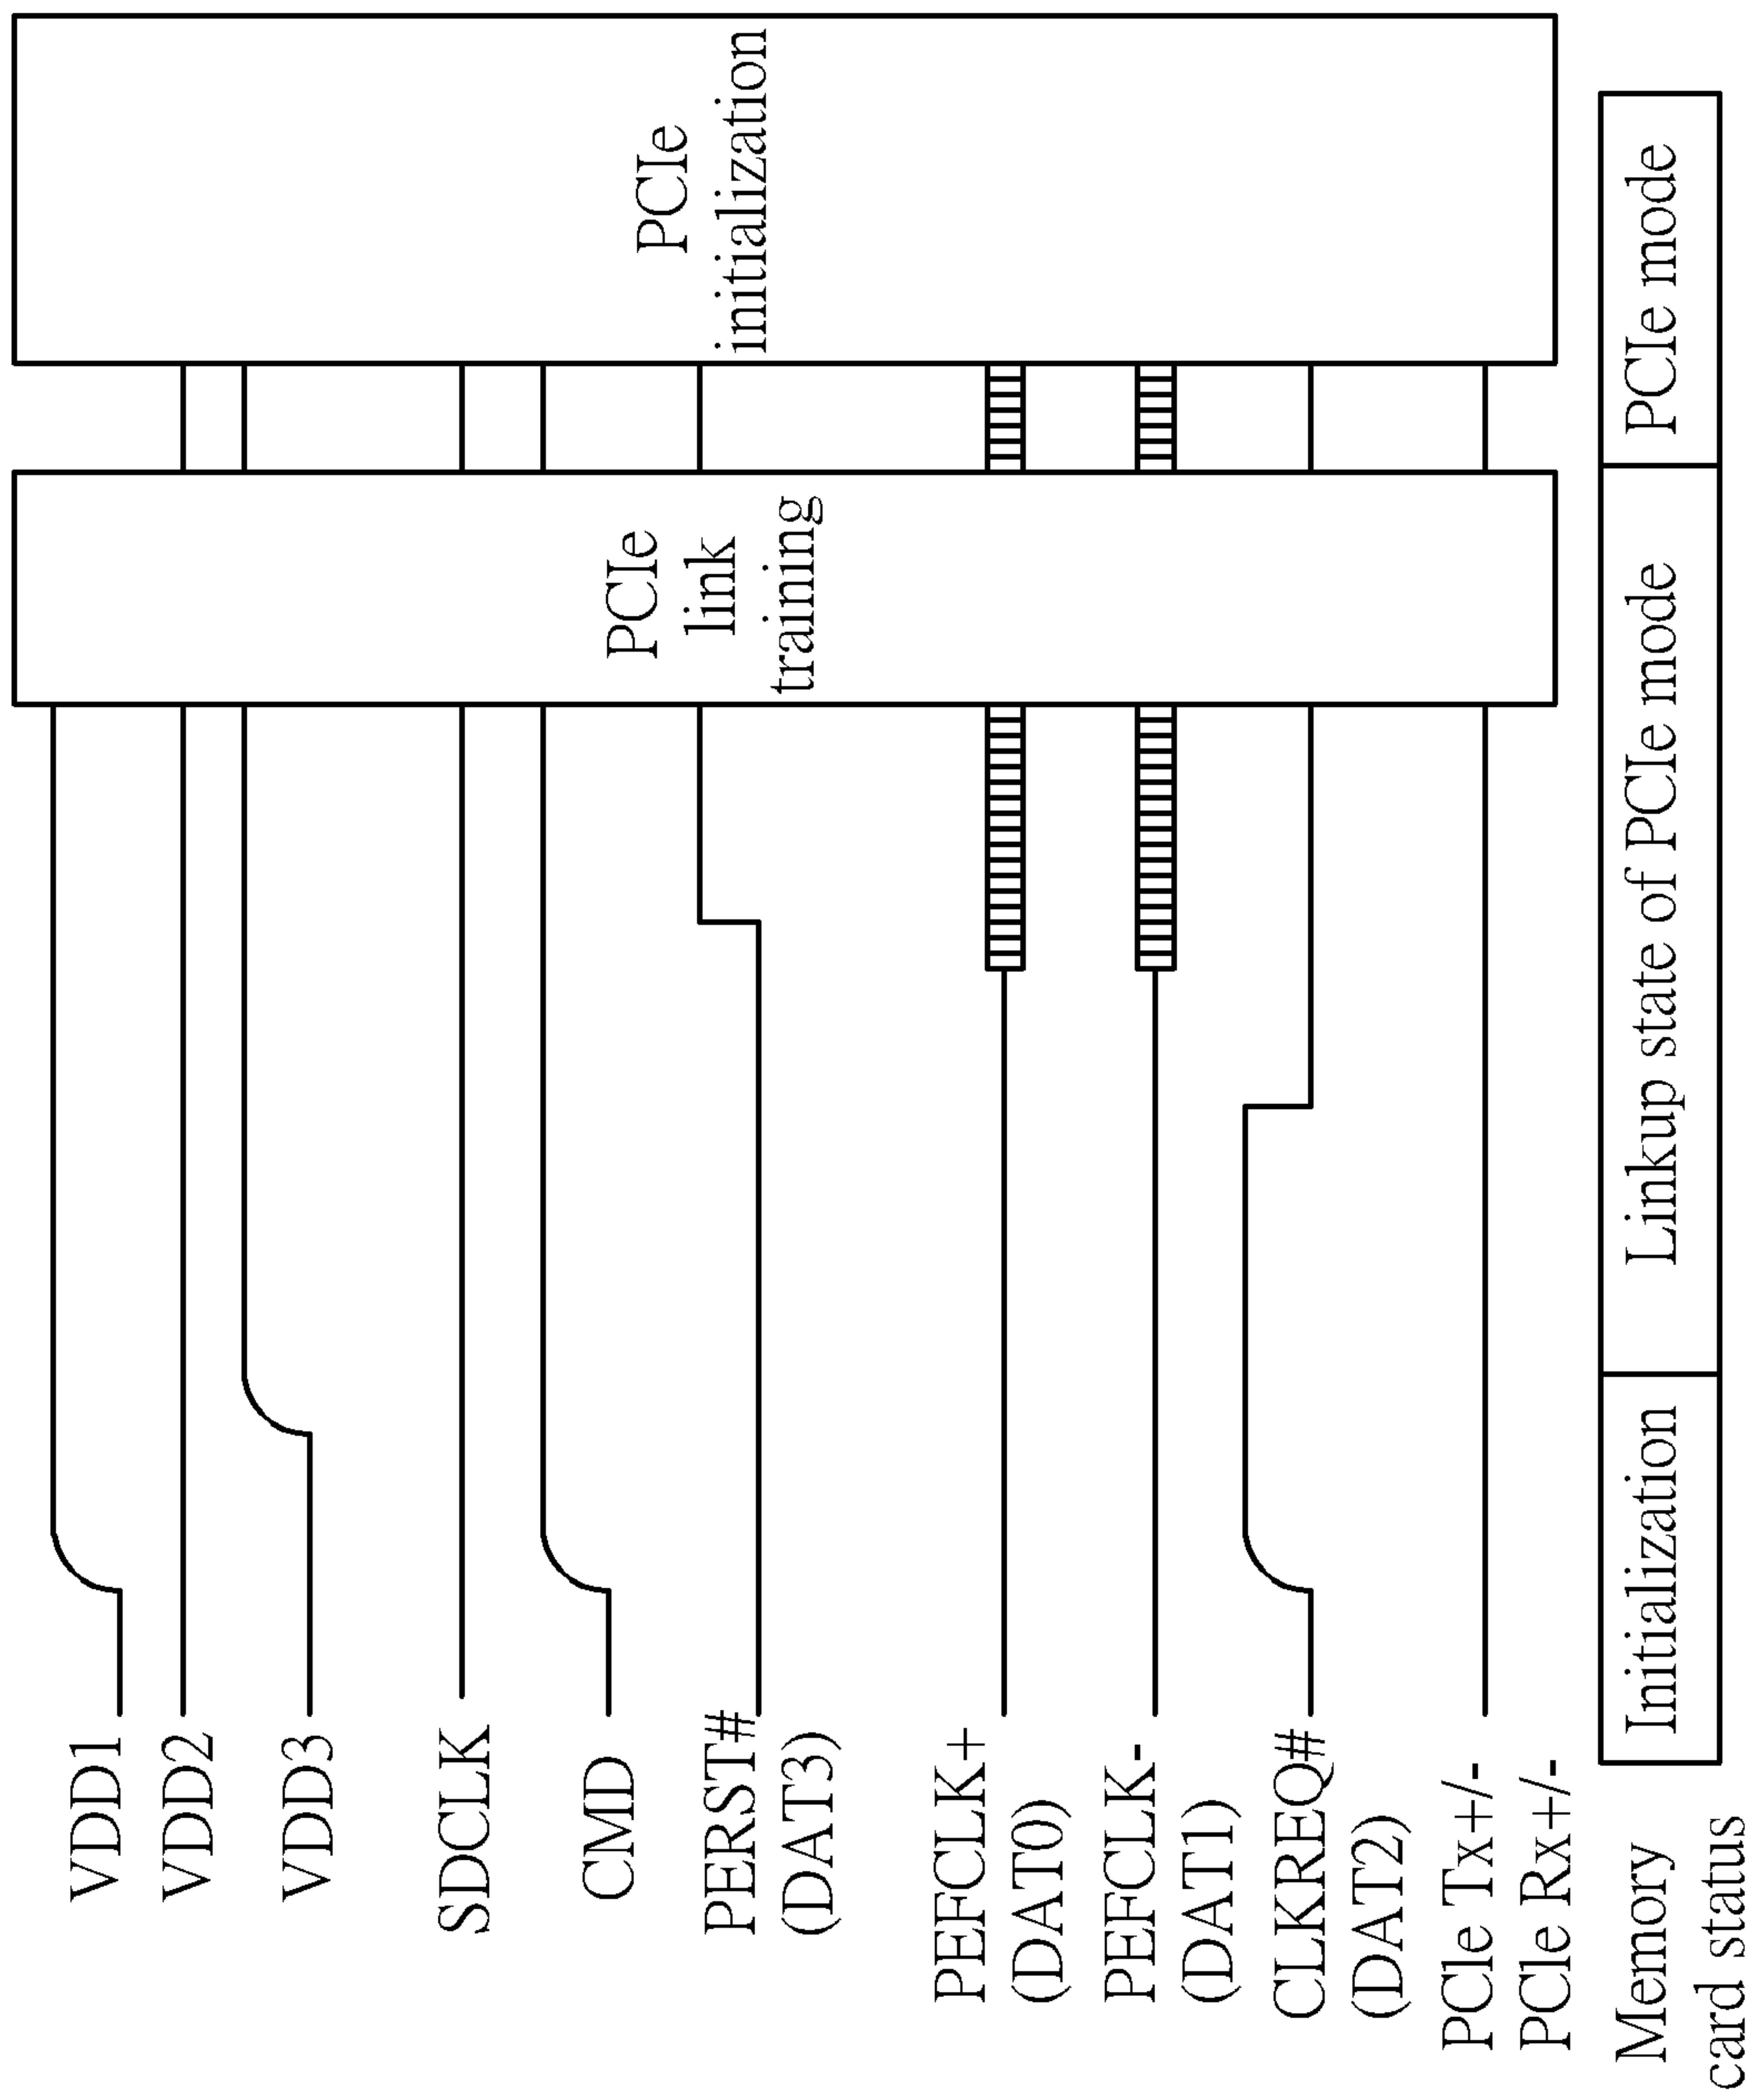 VDD1
VDD2
VDD3
SDCLK
CMD
PERST#
(DAT3)
PEFCLK+
(DAT0)
PEFCLK-
(DAT1)
CLKREQ#
(DAT2)
PCIe Tx+/-
PCIe Rx+/-
Memory
card status
PCIe
link
training
PCIe
initialization
Initialization
Linkup state of PCIe mode
PCIe mode